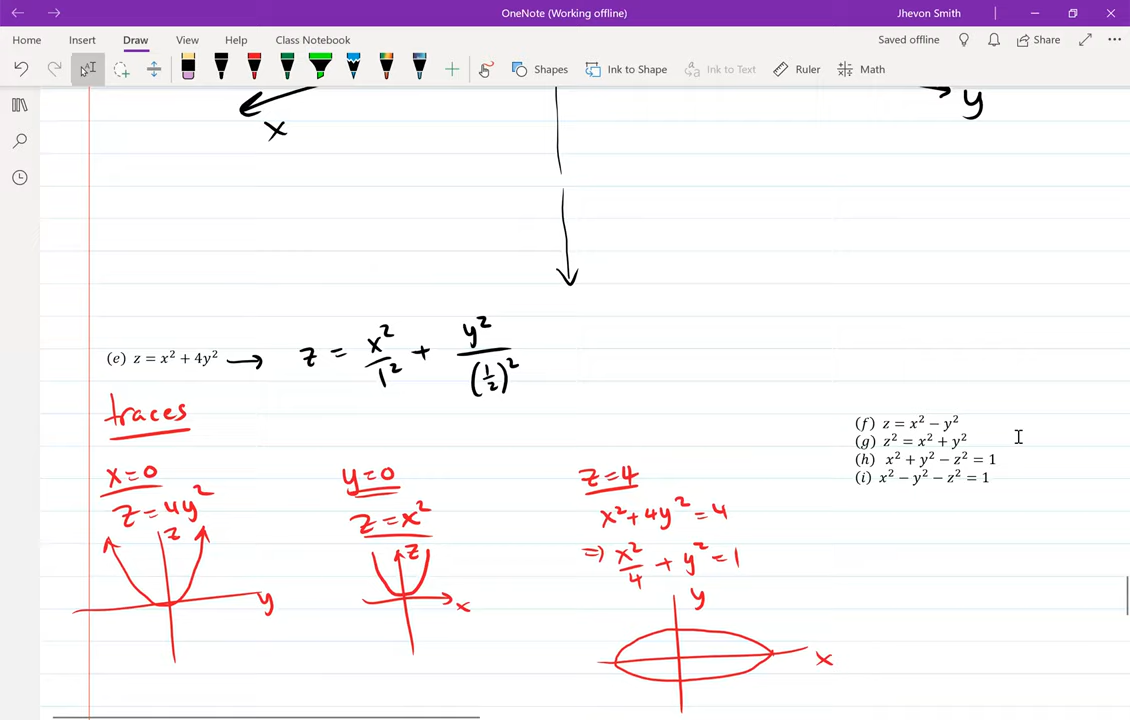 OneNote (Working offline)
Jhevon Smith
Home Insert Draw View Help Class Notebook
Saved offline
Share
Shapes
Ink to Shape
Ink to Text
Ruler
Math
x
y
(e) z = x² + 4y² → z = x²/1² + y²/(1/2)²
traces
(f) z = x² − y²
(g) z² = x² + y²
(h) x² + y² − z² = 1
(i) x² − y² − z² = 1
x=0
z = 4y²
z
y
y=0
z = x²
z
x
z=4
x² + 4y² = 4
⇒ x²/4 + y² = 1
y
x